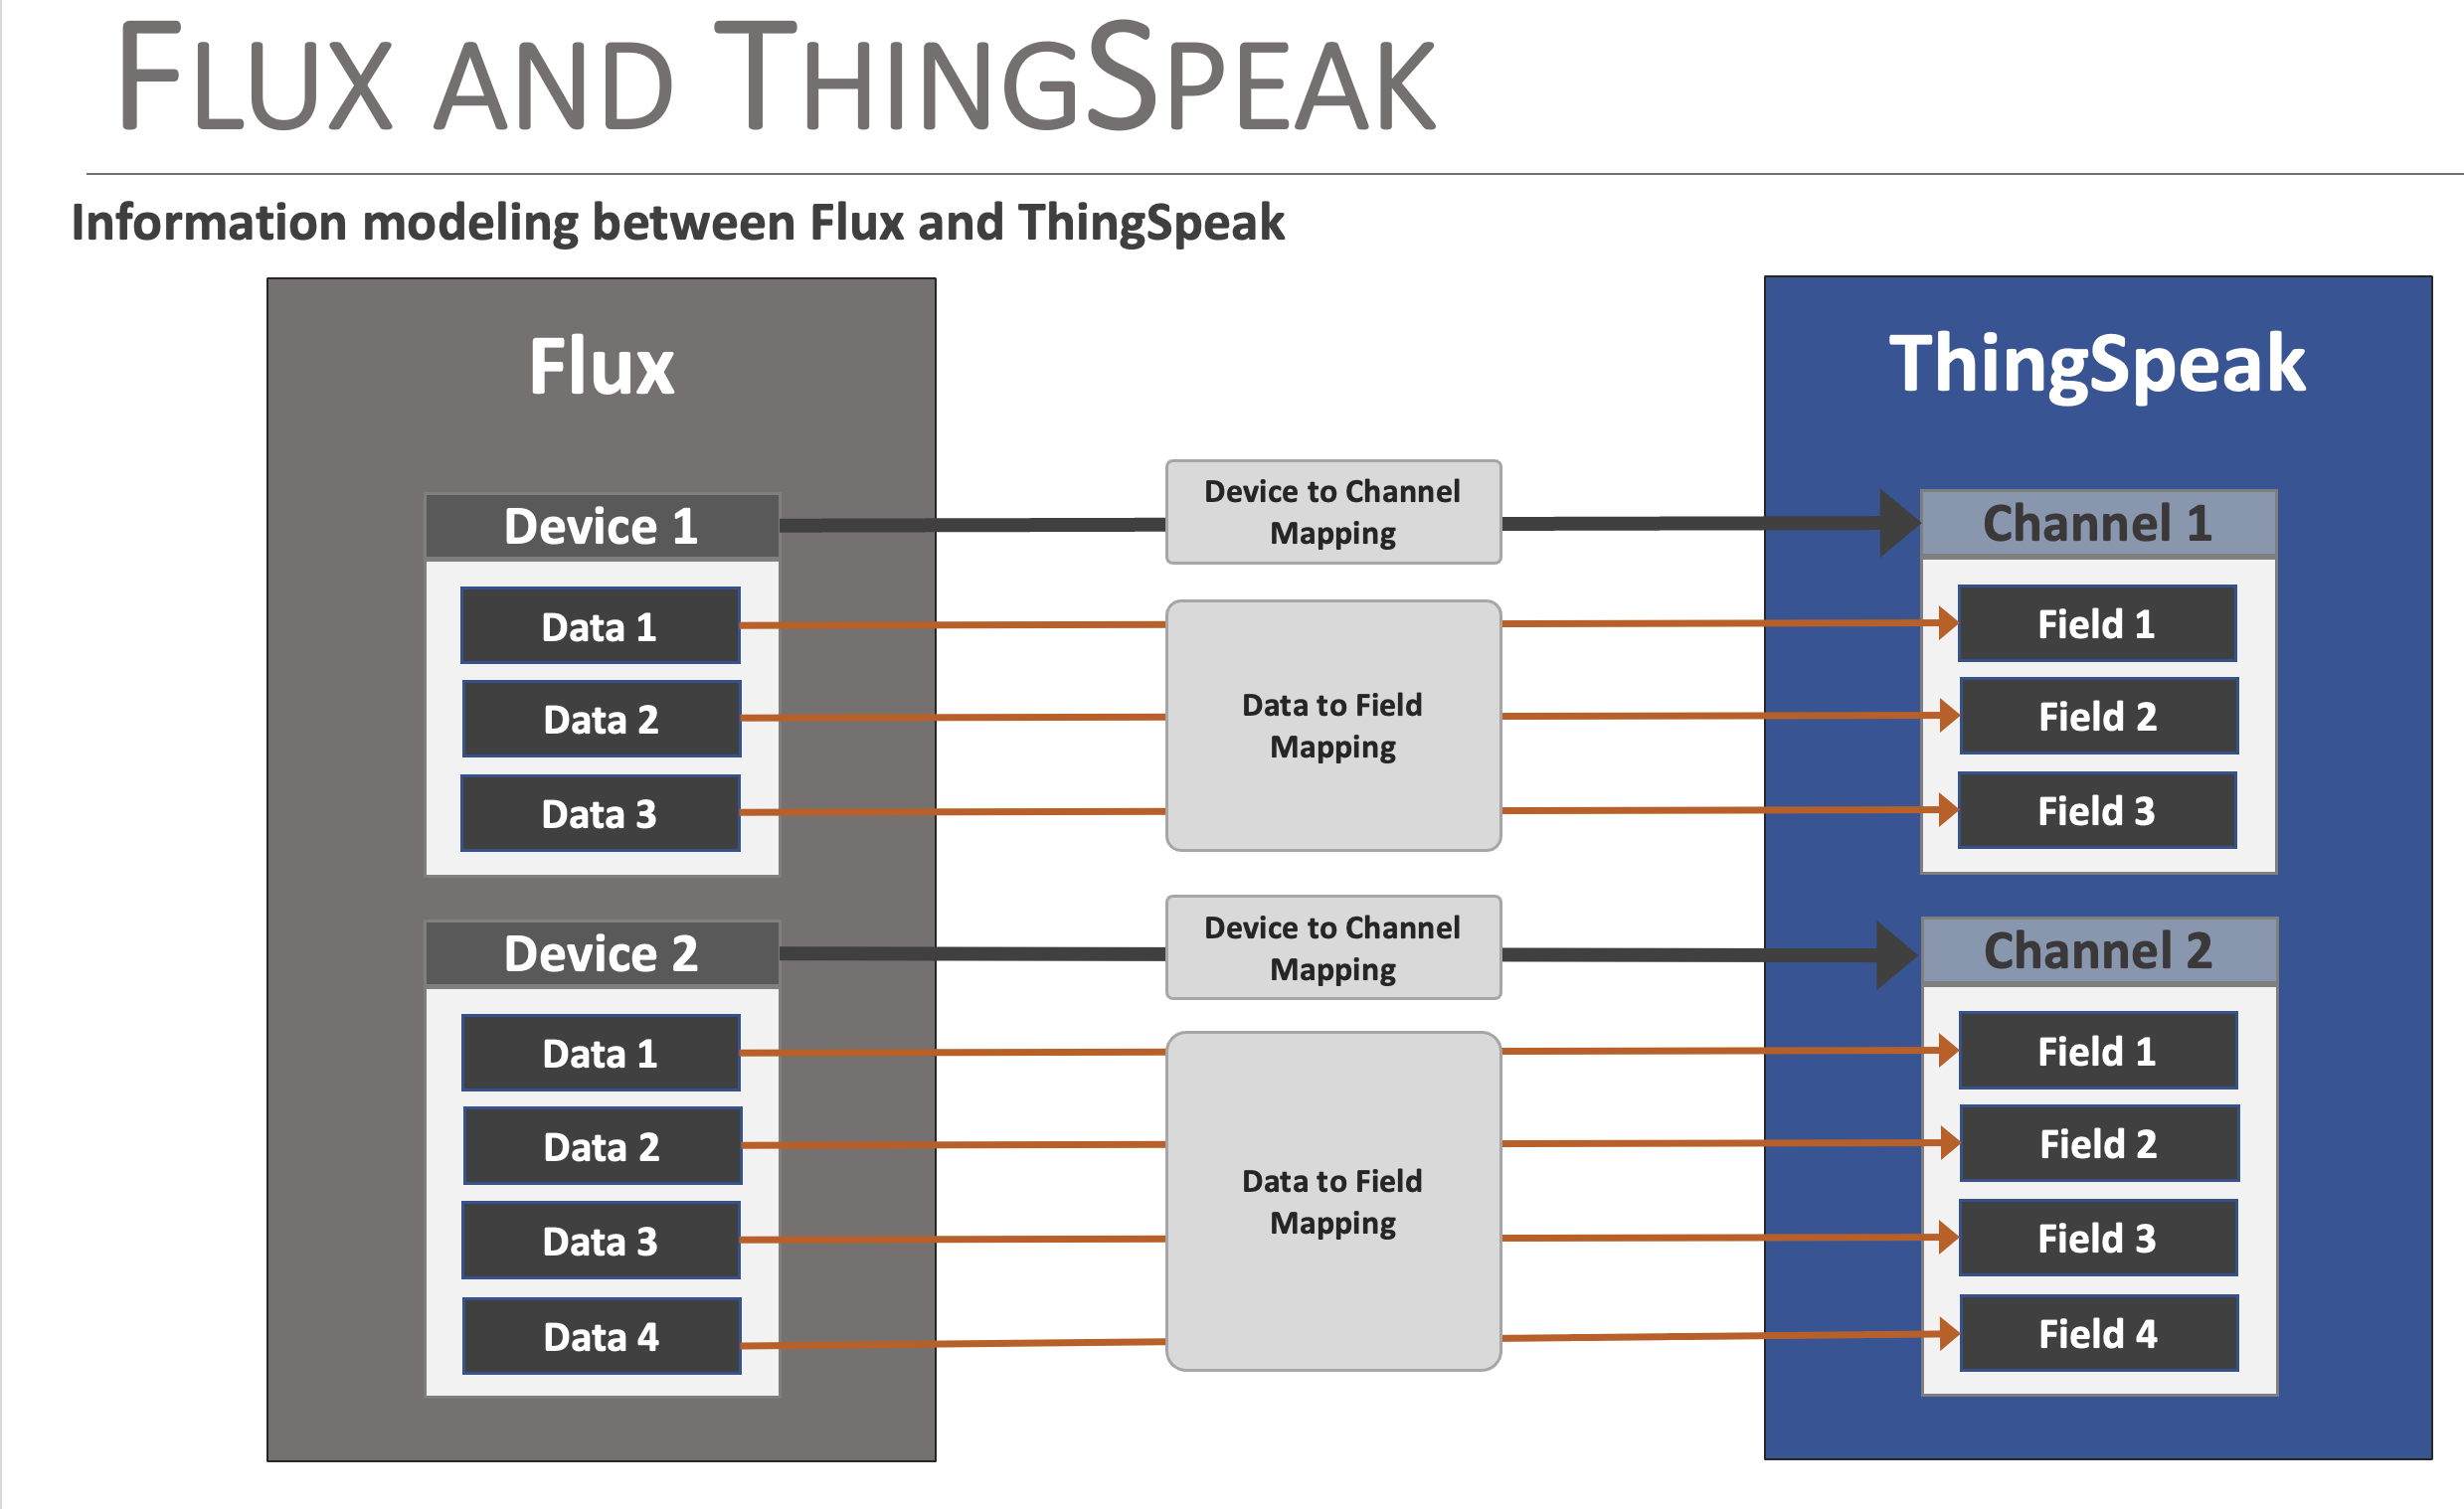 FLUX AND THINGSPEAK
Information modeling between Flux and ThingSpeak
Flux
Device 1
Data 1
Data 2
Data 3
Device 2
Data 1
Data 2
Data 3
Data 4
Device to Channel
Mapping
Data to Field
Mapping
Device to Channel
Mapping
Data to Field
Mapping
ThingSpeak
Channel 1
Field 1
Field 2
Field 3
Channel 2
Field 1
Field 2
Field 3
Field 4